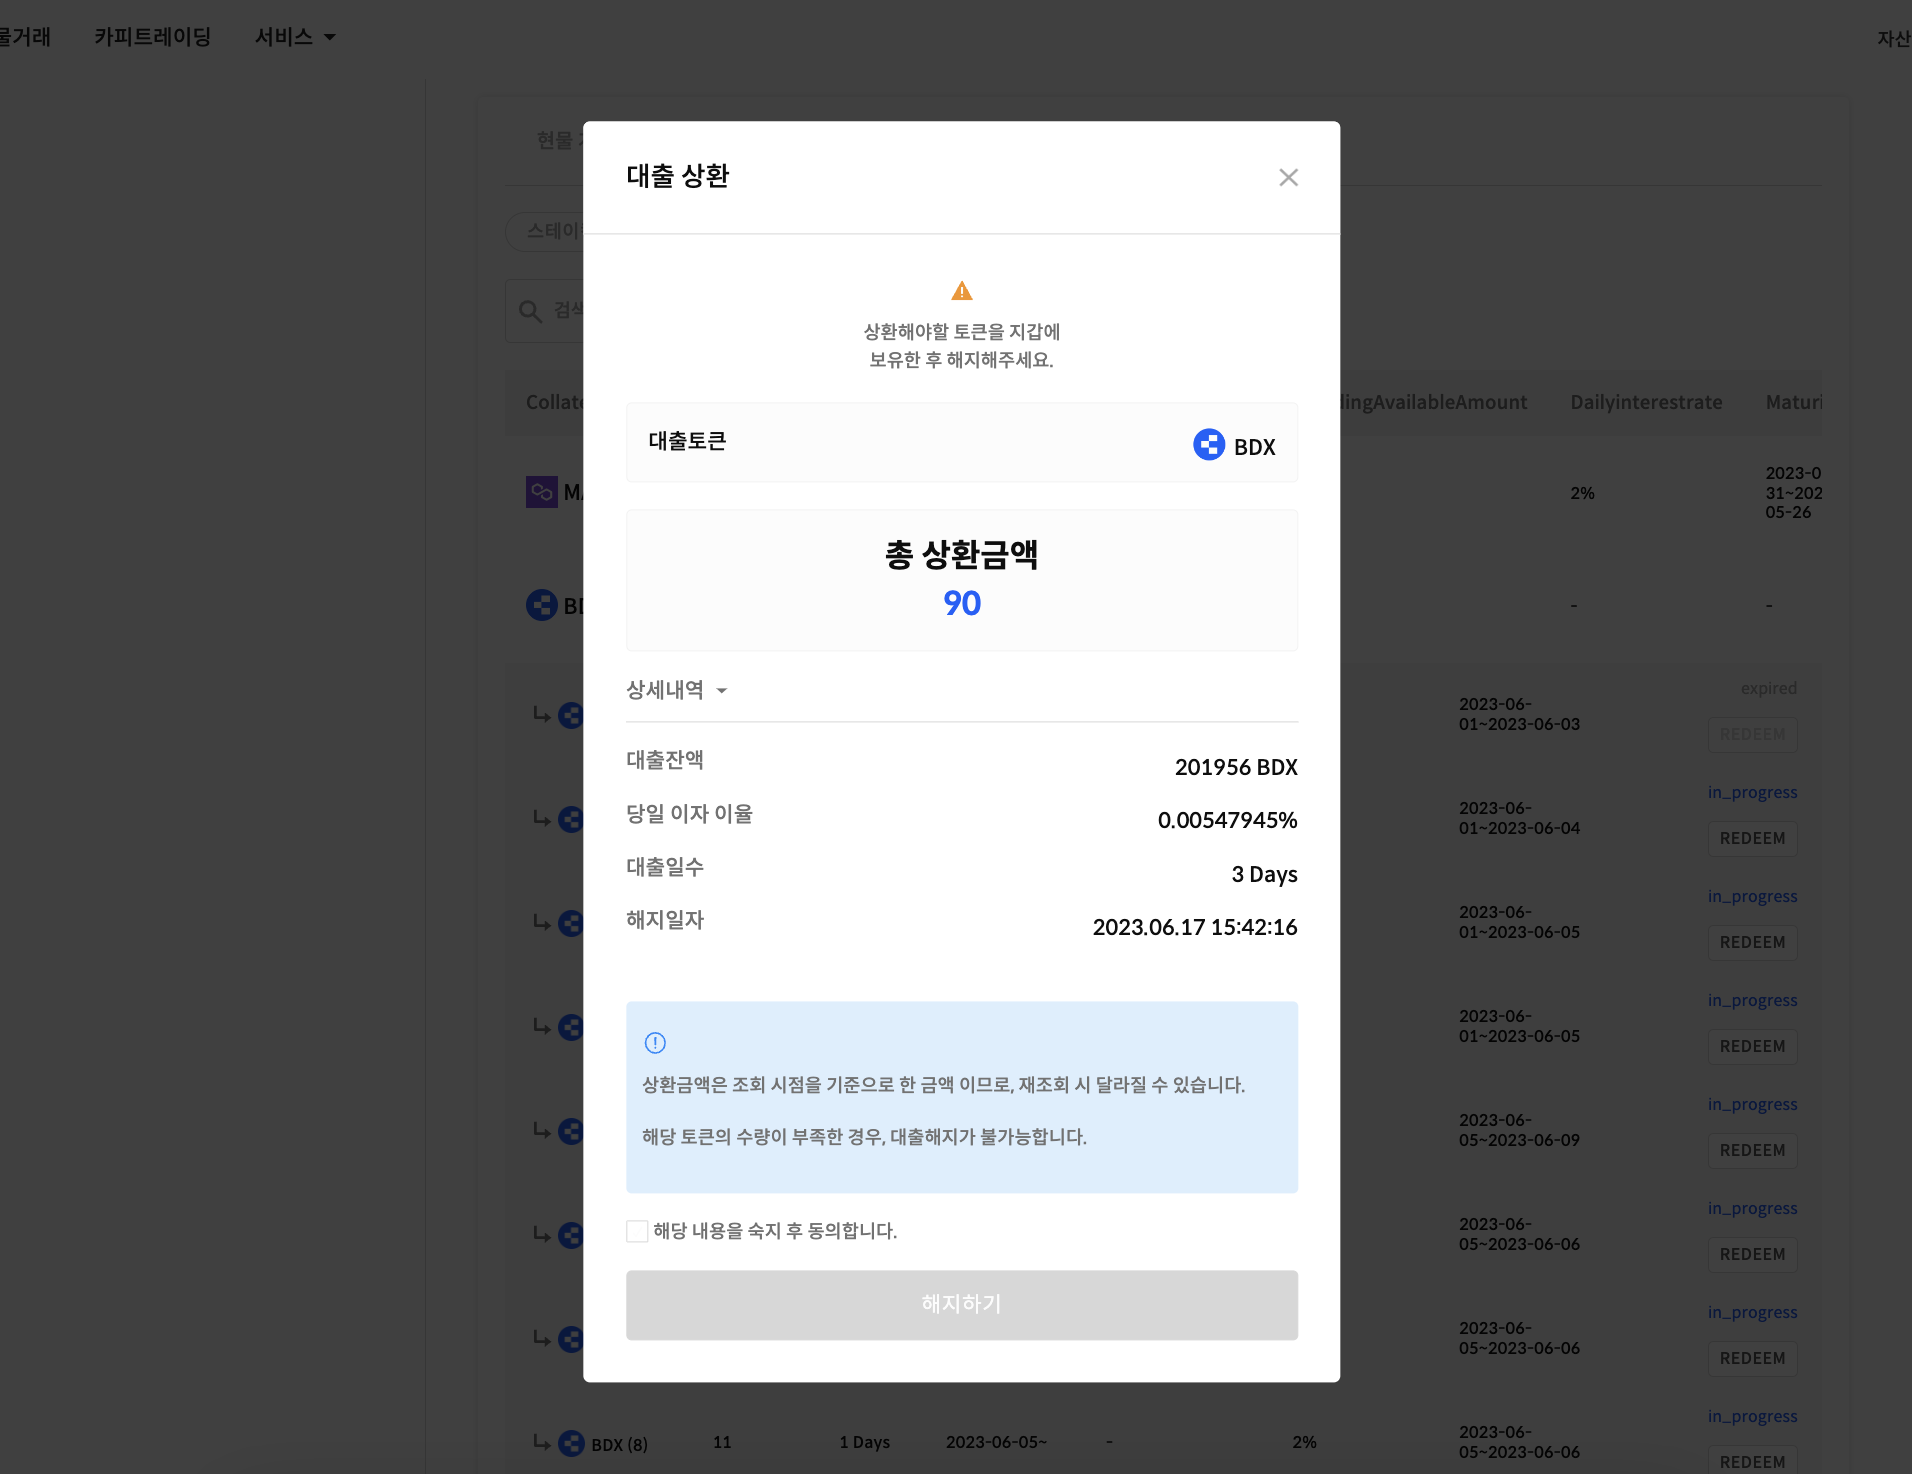 물거래 카피트레이딩 서비스 자산
현물
스테이
검색
Collate ingAvailableAmount Dailyinterestrate Maturi
2% 2023-0
31~202
05-26
- -
대출 상환
상환해야할 토큰을 지갑에
보유한 후 해지해주세요.
대출토큰 BDX
총 상환금액
90
상세내역
대출잔액 201956 BDX
당일 이자 이율 0.00547945%
대출일수 3 Days
해지일자 2023.06.17 15:42:16
상환금액은 조회 시점을 기준으로 한 금액 이므로, 재조회 시 달라질 수 있습니다.
해당 토큰의 수량이 부족한 경우, 대출해지가 불가능합니다.
해당 내용을 숙지 후 동의합니다.
해지하기
expired
2023-06-
01~2023-06-03
REDEEM
in_progress
2023-06-
01~2023-06-04
REDEEM
in_progress
2023-06-
01~2023-06-05
REDEEM
in_progress
2023-06-
01~2023-06-05
REDEEM
in_progress
2023-06-
05~2023-06-09
REDEEM
in_progress
2023-06-
05~2023-06-06
REDEEM
in_progress
2023-06-
05~2023-06-06
REDEEM
in_progress
BDX (8) 11 1 Days 2023-06-05~ - 2% 2023-06-
05~2023-06-06
REDEEM